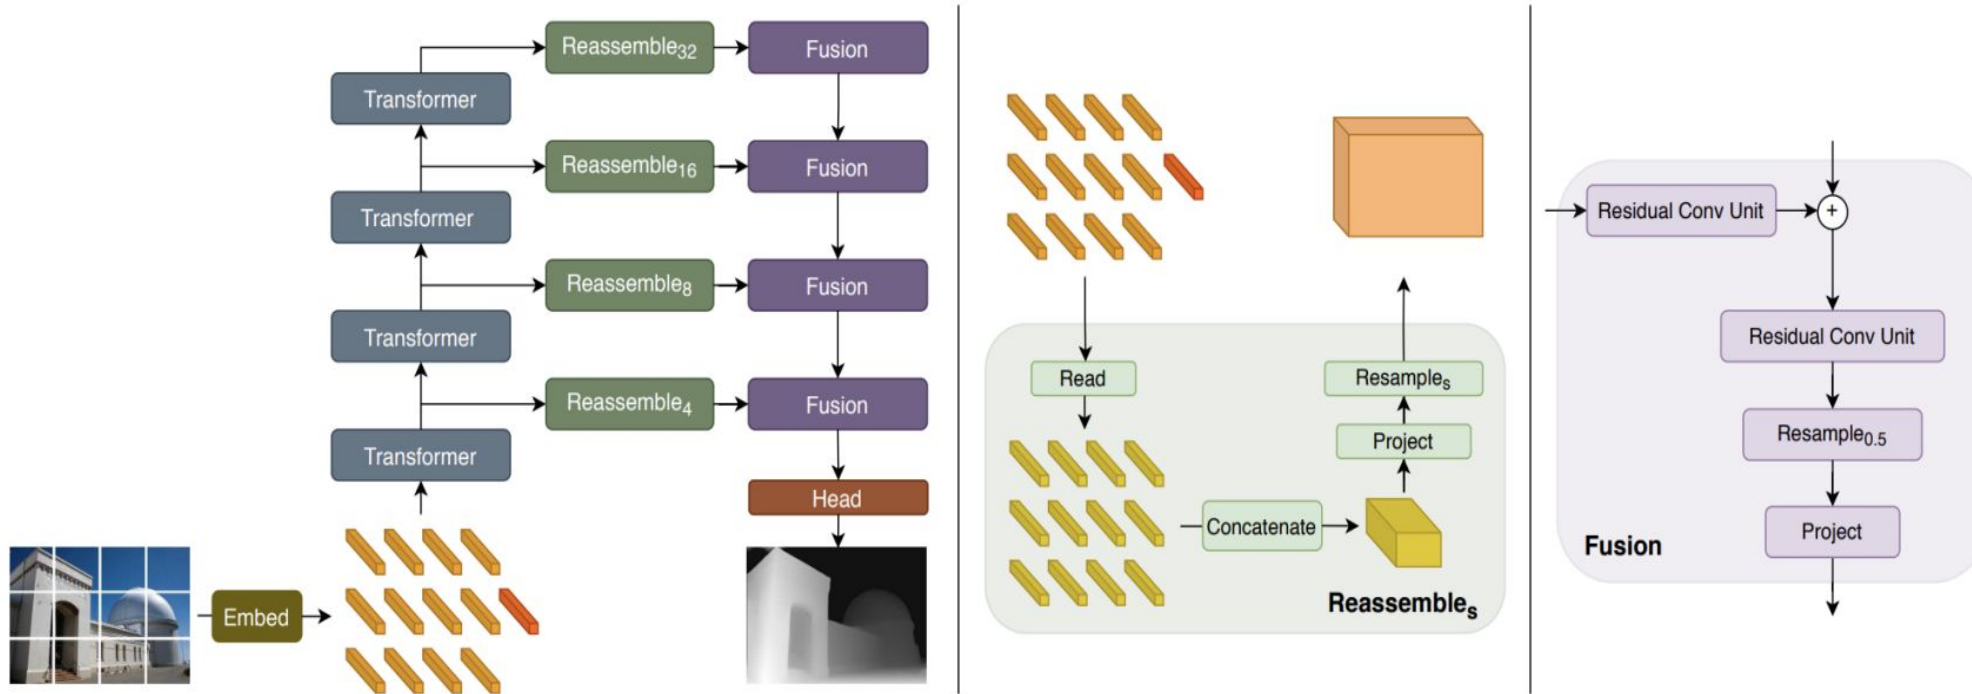 Reassemble32
Fusion
Transformer
Reassemble16
Fusion
Transformer
Reassemble8
Fusion
Transformer
Reassemble4
Fusion
Transformer
Head
Embed
Read
Resamples
Project
Concatenate
Reassembles
Residual Conv Unit
+
Residual Conv Unit
Resample0.5
Project
Fusion